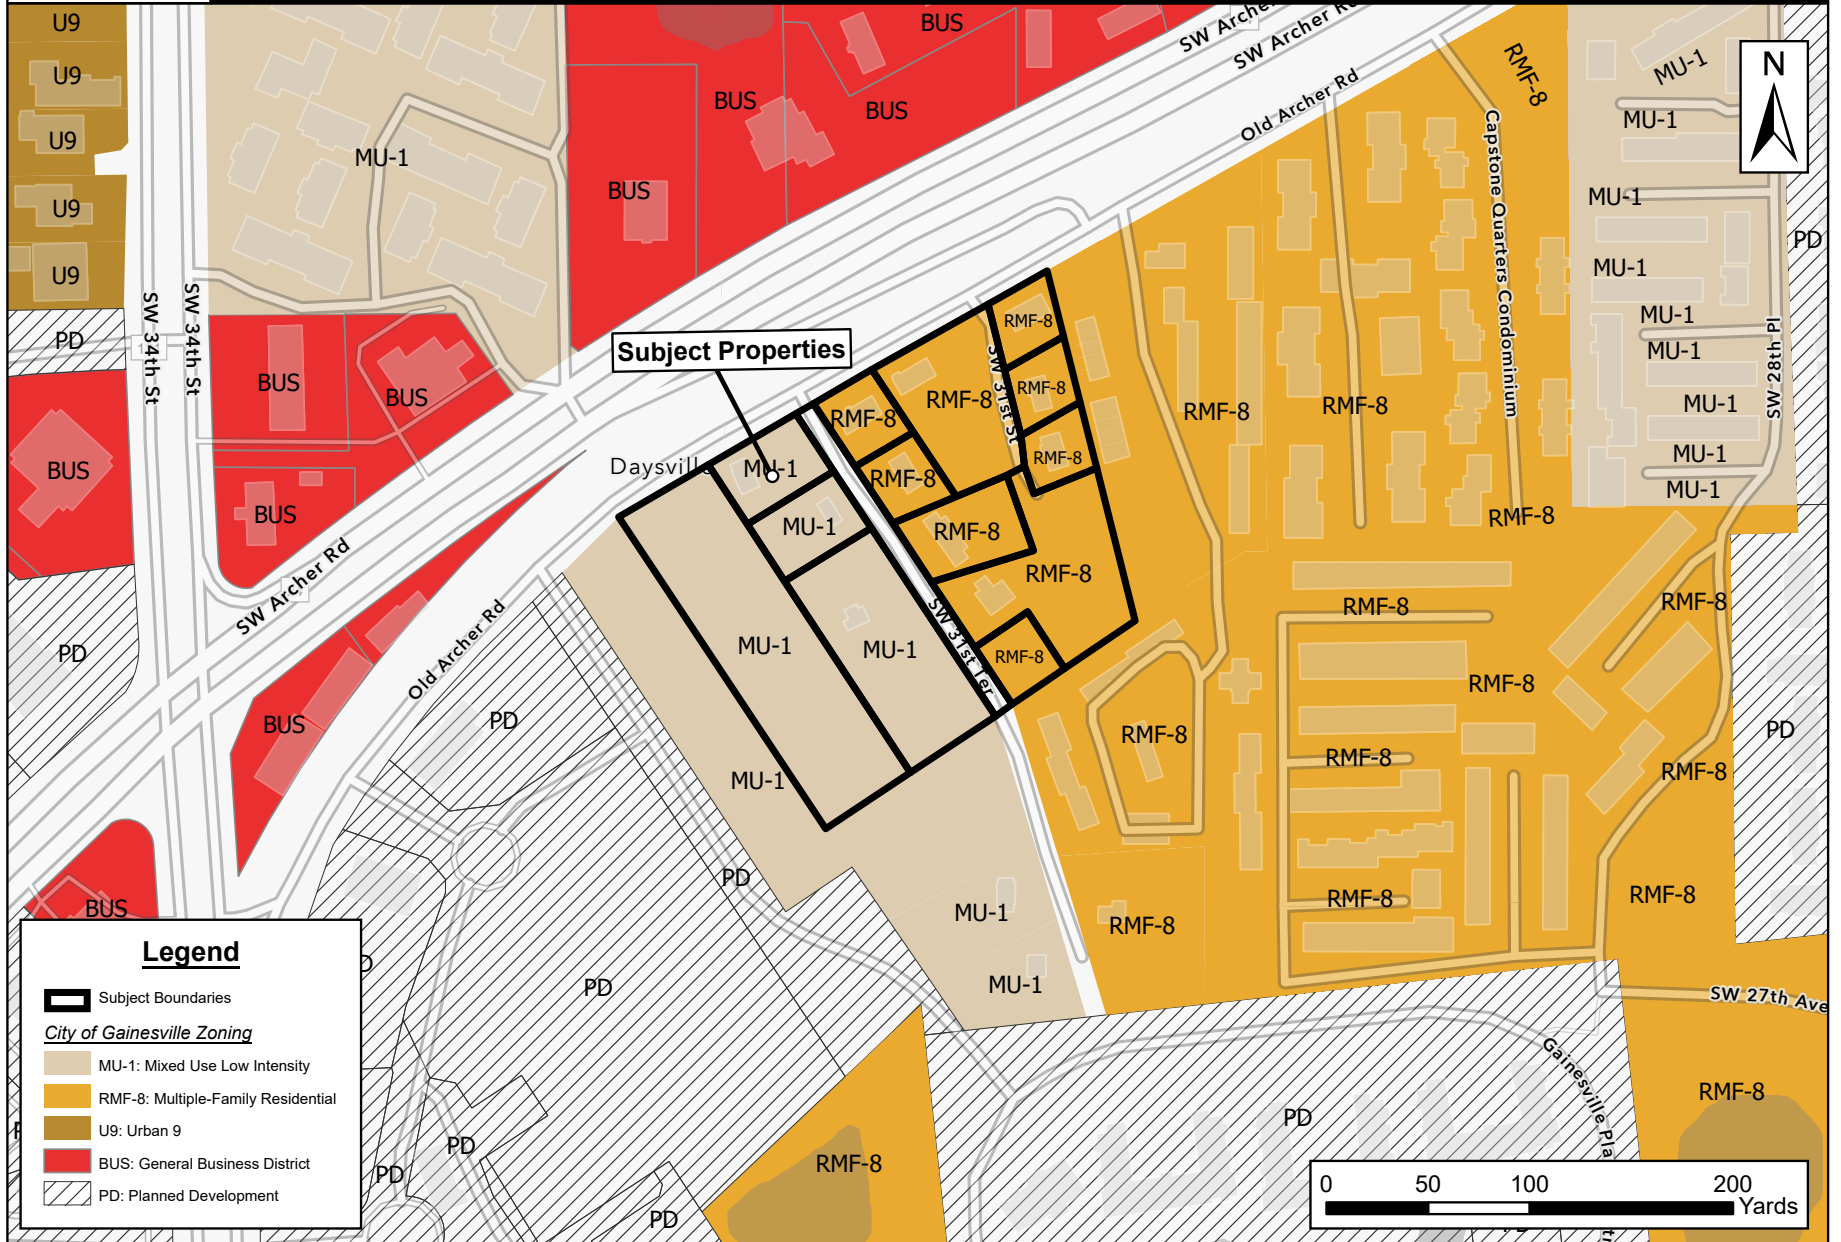 U9
BUS
SW Archer
SW Archer Rd
RMF-8
MU-1
N
U9
BUS
BUS
Old Archer Rd
Capstone Quarters Condominium
MU-1
U9
MU-1
BUS
MU-1
U9
PD
U9
MU-1
SW 34th St
SW 34th St
PD
Subject Properties
RMF-8
MU-1
MU-1
SW 28th Pl
BUS
BUS
RMF-8
RMF-8
RMF-8
SW 31st St
RMF-8
RMF-8
RMF-8
MU-1
BUS
Daysville
MU-1
RMF-8
RMF-8
MU-1
MU-1
BUS
MU-1
RMF-8
RMF-8
SW Archer Rd
RMF-8
SW 31st Ter
RMF-8
RMF-8
Old Archer Rd
PD
MU-1
MU-1
RMF-8
RMF-8
BUS
PD
RMF-8
PD
MU-1
RMF-8
RMF-8
PD
BUS
MU-1
RMF-8
RMF-8
RMF-8
PD
MU-1
SW 27th Ave
Gainesville Pla
RMF-8
PD
PD
PD
RMF-8
PD
Legend
Subject Boundaries
City of Gainesville Zoning
MU-1: Mixed Use Low Intensity
RMF-8: Multiple-Family Residential
U9: Urban 9
BUS: General Business District
PD: Planned Development
0 50 100 200
Yards